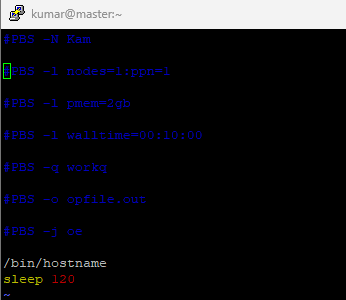 kumar@master:~
#PBS -N Kam
#PBS -l nodes=1:ppn=1
#PBS -l pmem=2gb
#PBS -l walltime=00:10:00
#PBS -q workq
#PBS -o opfile.out
#PBS -j oe
/bin/hostname
sleep 120
~